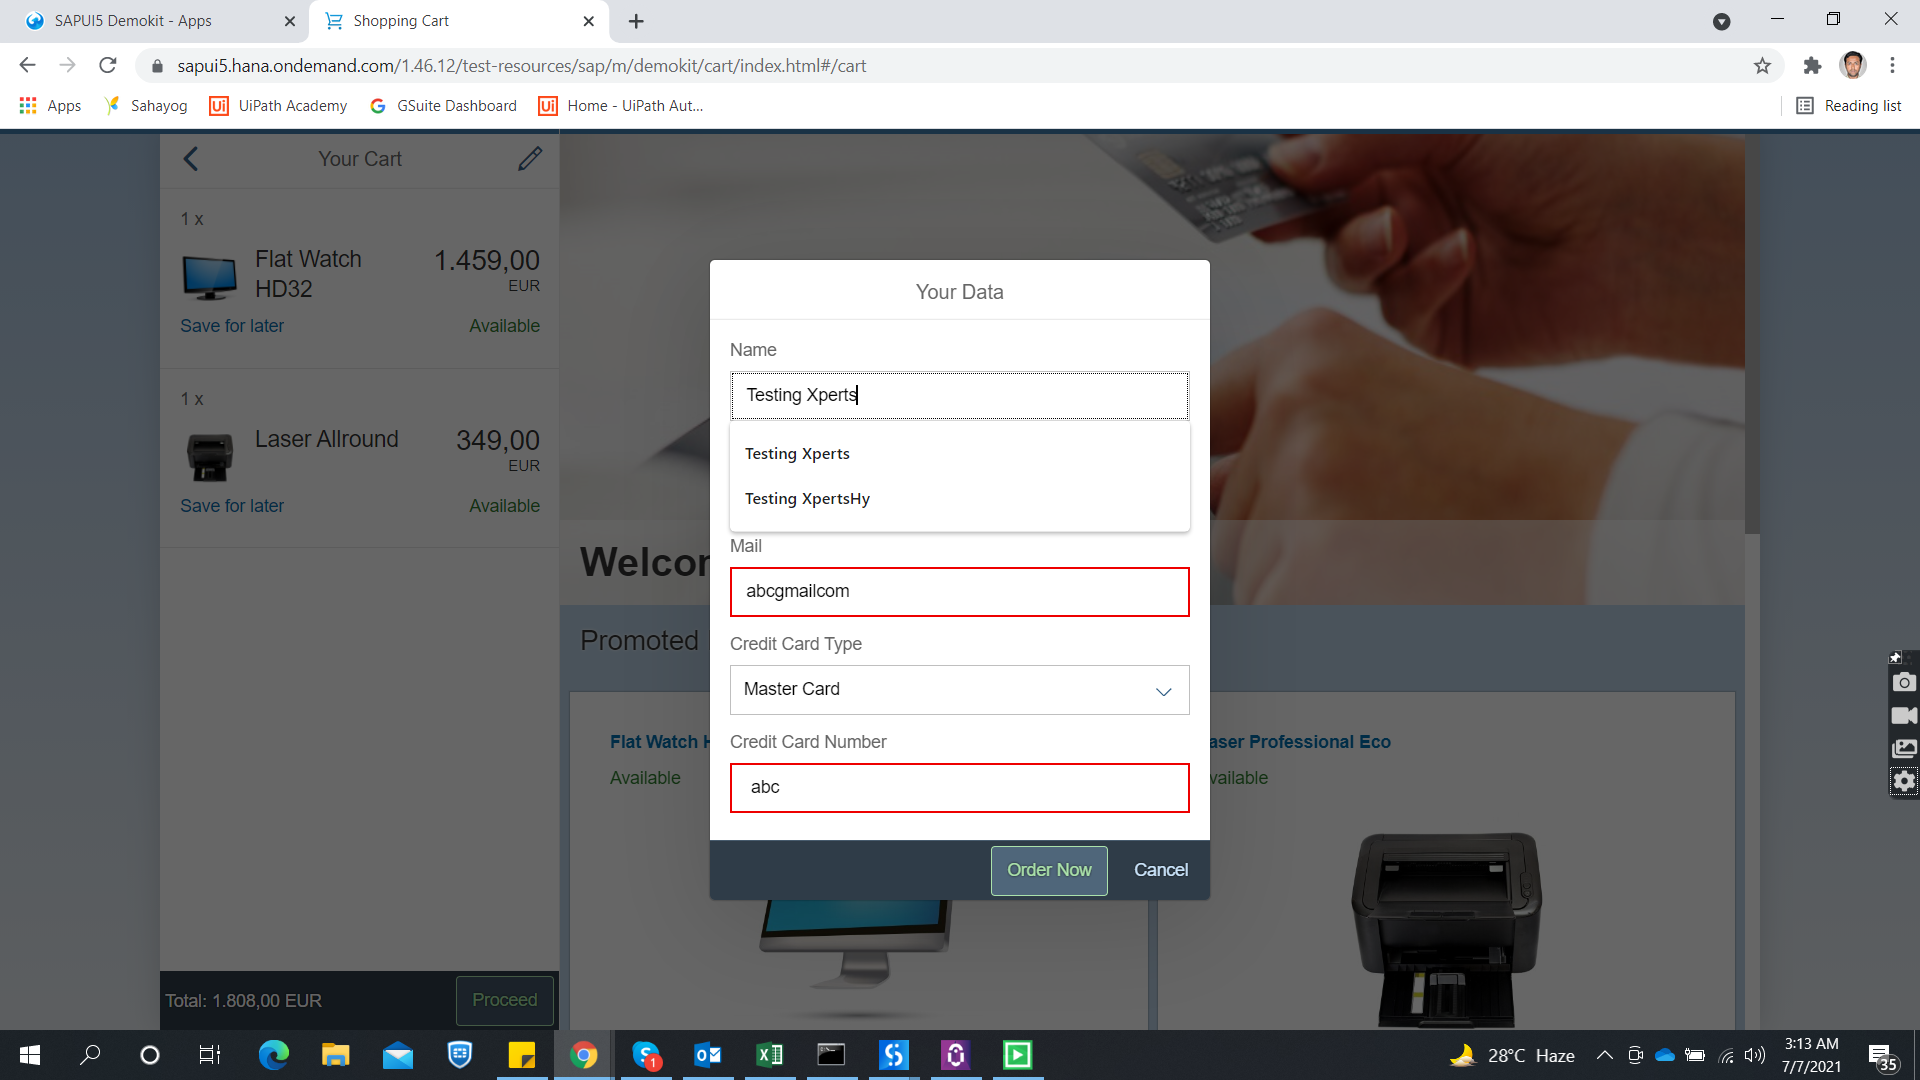 SAPUI5 Demokit - Apps
Shopping Cart
sapui5.hana.ondemand.com/1.46.12/test-resources/sap/m/demokit/cart/index.html#/cart
Apps
Sahayog
UiPath Academy
GSuite Dashboard
Home - UiPath Aut...
Reading list
Your Cart
1 x
Flat Watch HD32
1.459,00
EUR
Save for later
Available
1 x
Laser Allround
349,00
EUR
Save for later
Available
Total: 1.808,00 EUR
Proceed
Your Data
Name
Testing Xperts
Testing Xperts
Testing XpertsHy
Mail
abcgmailcom
Credit Card Type
Master Card
Credit Card Number
abc
Order Now
Cancel
Promoted
Flat Watch
Available
Professional Eco
28°C Haze
3:13 AM
7/7/2021
35
1